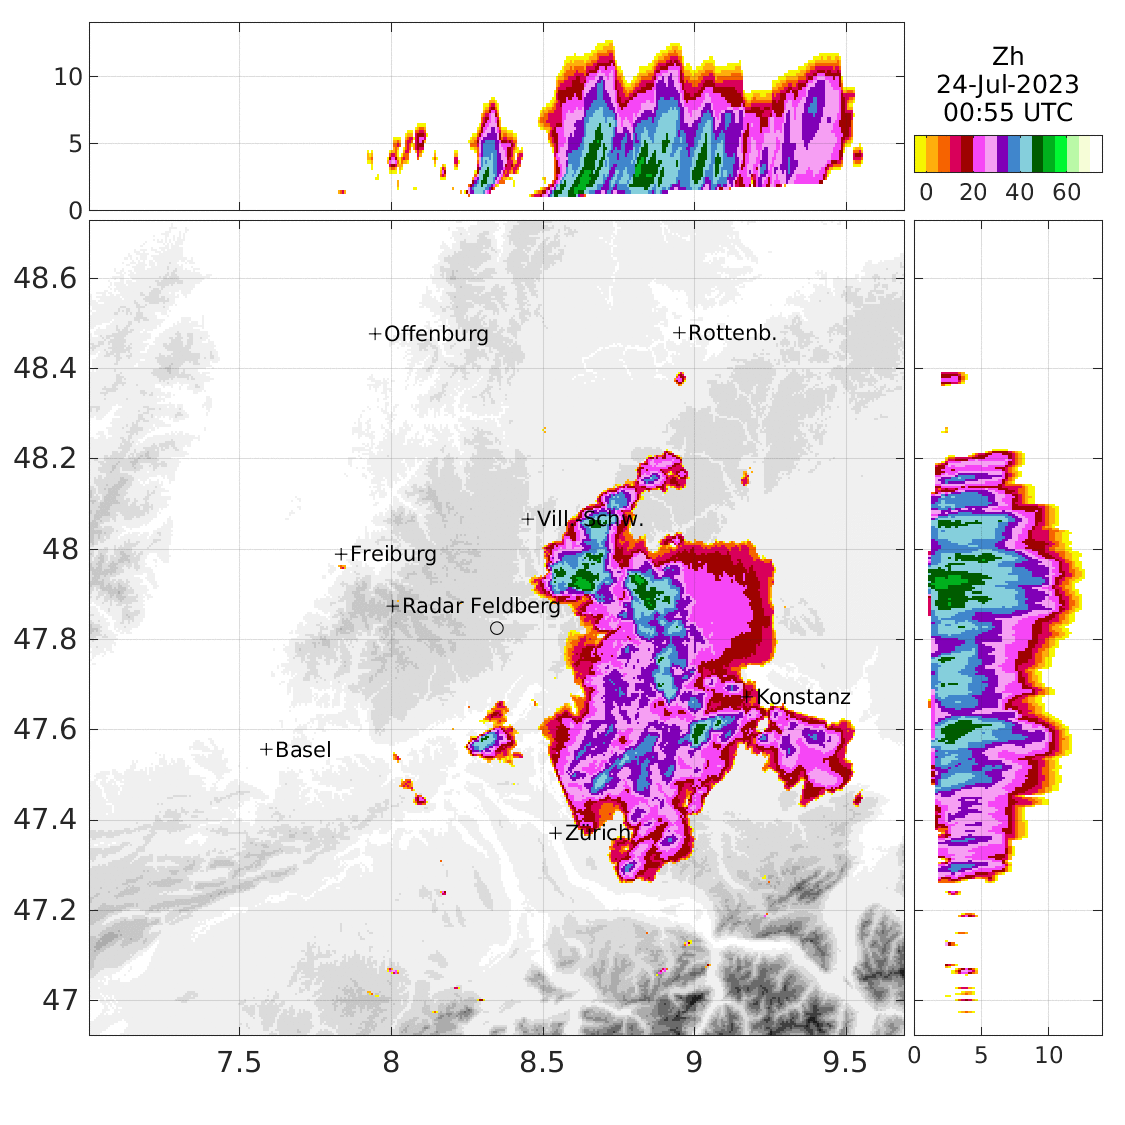 10
5
0
Zh
24-Jul-2023
00:55 UTC
0 20 40 60
48.6
48.4
48.2
48
47.8
47.6
47.4
47.2
47
+Offenburg
+Rottenb.
+Vill.-Schw.
+Freiburg
+Radar Feldberg
+Konstanz
+Basel
+Zürich
7.5 8 8.5 9 9.5
0 5 10